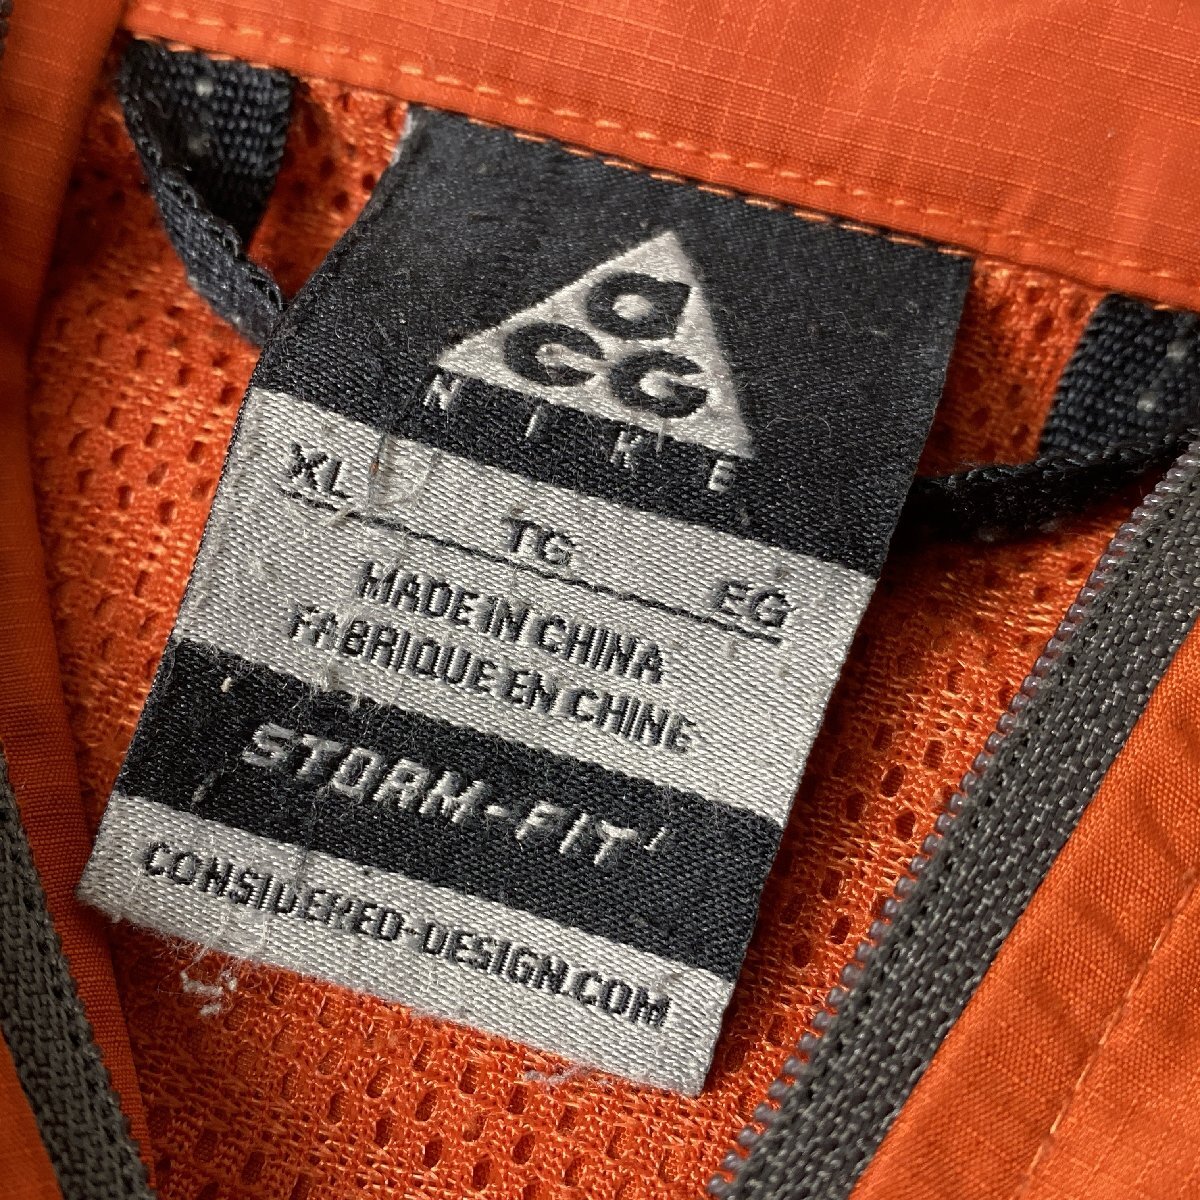 ACG
NIKE
XL TG EG
MADE IN CHINA
FABRIQUE EN CHINE
STORM-FIT
CONSIDERED-DESIGN.COM